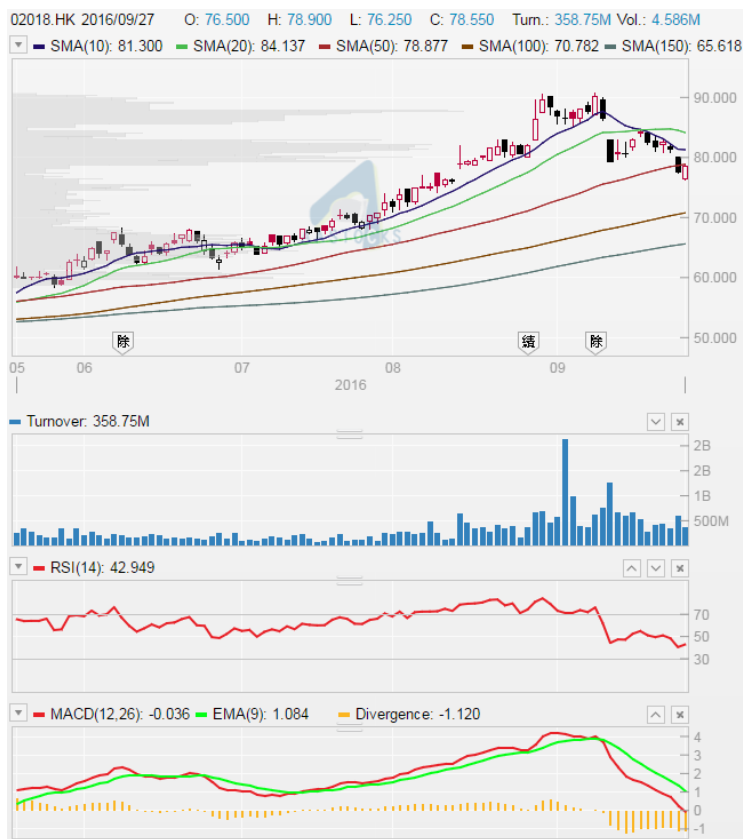 02018.HK 2016/09/27 O: 76.500 H: 78.900 L: 76.250 C: 78.550 Turn.: 358.75M Vol.: 4.586M
SMA(10): 81.300 SMA(20): 84.137 SMA(50): 78.877 SMA(100): 70.782 SMA(150): 65.618
90.000
80.000
70.000
60.000
50.000
除 績 除
05 06 07 08 09
2016
Turnover: 358.75M
2B
2B
1B
500M
RSI(14): 42.949
70
50
30
MACD(12,26): -0.036 EMA(9): 1.084 Divergence: -1.120
4
3
2
1
0
-1